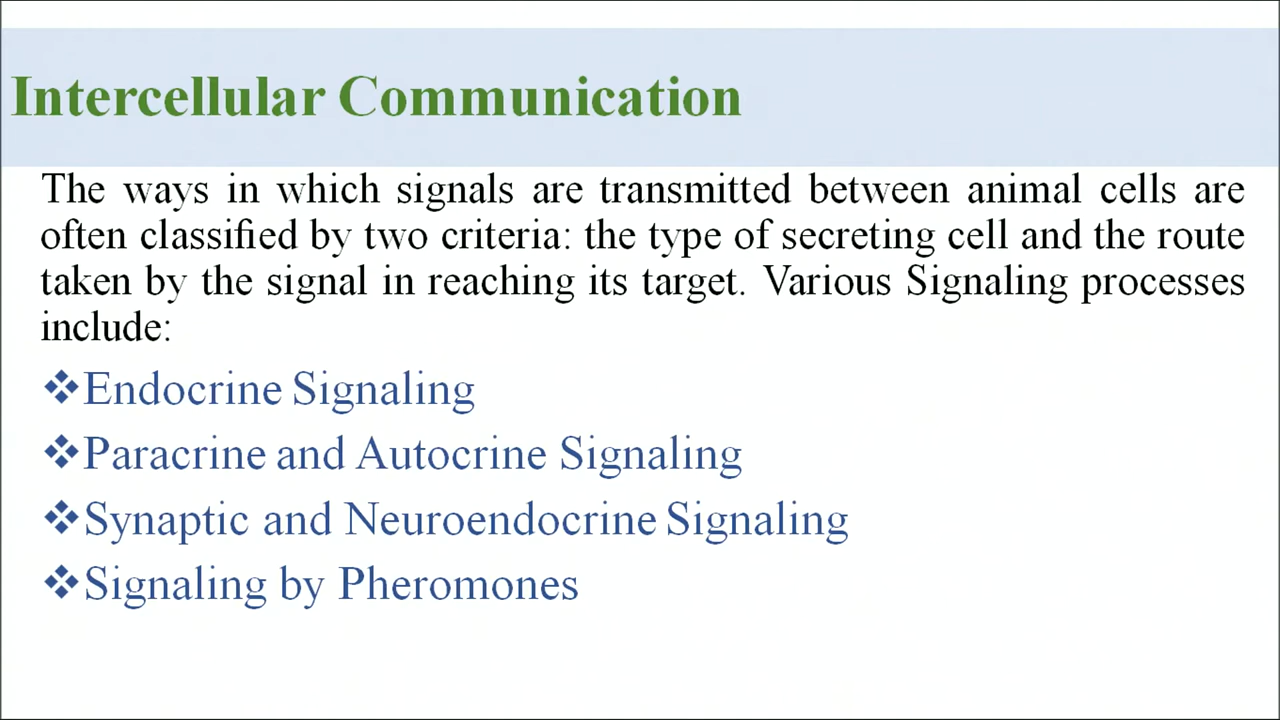 Intercellular Communication
The ways in which signals are transmitted between animal cells are
often classified by two criteria: the type of secreting cell and the route
taken by the signal in reaching its target. Various Signaling processes
include:
❖Endocrine Signaling
❖Paracrine and Autocrine Signaling
❖Synaptic and Neuroendocrine Signaling
❖Signaling by Pheromones